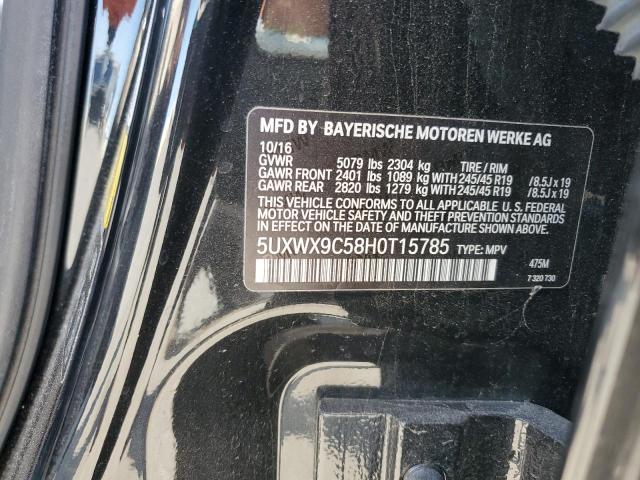 MFD BY BAYERISCHE MOTOREN WERKE AG
10/16
GVWR 5079 lbs 2304 kg TIRE / RIM
GAWR FRONT 2401 lbs 1089 kg WITH 245/45 R19 /8.5J x 19
GAWR REAR 2820 lbs 1279 kg WITH 245/45 R19 /8.5J x 19
THIS VEHICLE CONFORMS TO ALL APPLICABLE U. S. FEDERAL
MOTOR VEHICLE SAFETY AND THEFT PREVENTION STANDARDS
IN EFFECT ON THE DATE OF MANUFACTURE SHOWN ABOVE.
5UXWX9C58H0T15785 TYPE: MPV
475M
7 320 730